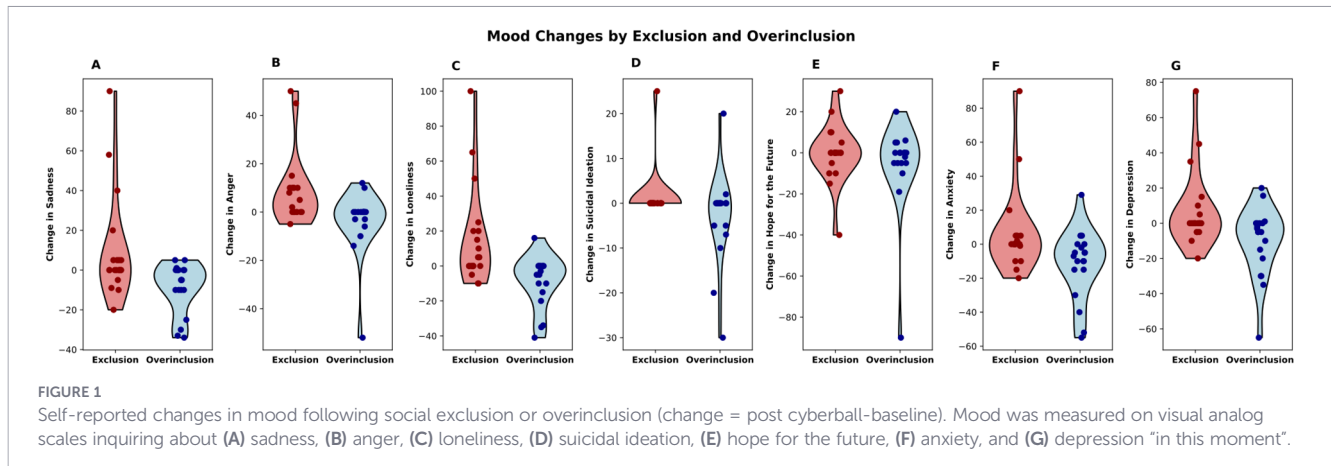 Mood Changes by Exclusion and Overinclusion
A
Change in Sadness
80
60
40
20
0
−20
−40
Exclusion
Overinclusion
B
Change in Anger
40
20
0
−20
−40
Exclusion
Overinclusion
C
Change in Loneliness
100
80
60
40
20
0
−20
−40
Exclusion
Overinclusion
D
Change in Suicidal Ideation
30
20
10
0
−10
−20
−30
Exclusion
Overinclusion
E
Change in Hope for the Future
20
0
−20
−40
−60
−80
Exclusion
Overinclusion
F
Change in Anxiety
80
60
40
20
0
−20
−40
−60
Exclusion
Overinclusion
G
Change in Depression
80
60
40
20
0
−20
−40
−60
Exclusion
Overinclusion
FIGURE 1
Self-reported changes in mood following social exclusion or overinclusion (change = post cyberball-baseline). Mood was measured on visual analog
scales inquiring about (A) sadness, (B) anger, (C) loneliness, (D) suicidal ideation, (E) hope for the future, (F) anxiety, and (G) depression “in this moment”.